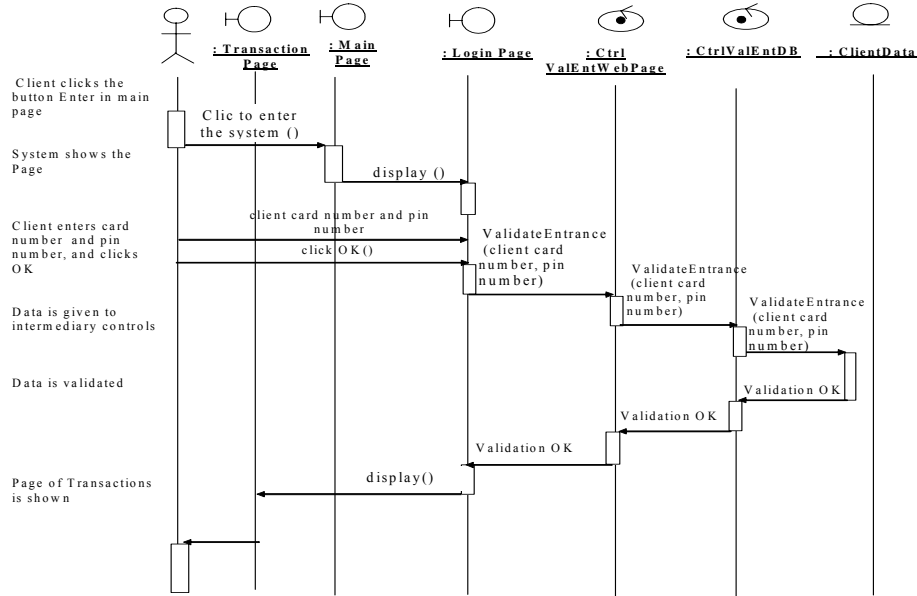 : Transaction
Page
: Main
Page
: Login Page
: Ctrl
ValEntWebPage
: CtrlValEntDB
: ClientData
Client clicks the
button Enter in main
page
Clic to enter
the system ()
System shows the
Page
display ()
Client enters card
number and pin
number, and clicks
OK
client card number and pin
number
click OK()
ValidateEntrance
(client card
number, pin
number)
ValidateEntrance
(client card
number, pin
number)
ValidateEntrance
(client card
number, pin
number)
Data is given to
intermediary controls
Data is validated
Validation OK
Validation OK
Validation OK
display()
Page of Transactions
is shown